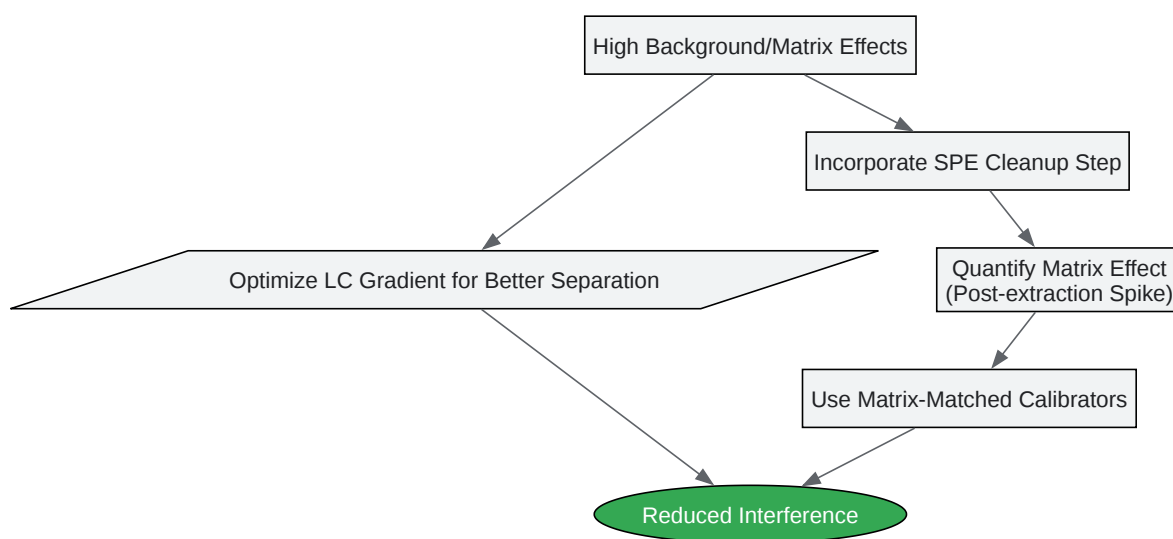 High Background/Matrix Effects
Incorporate SPE Cleanup Step
Optimize LC Gradient for Better Separation
Quantify Matrix Effect
(Post-extraction Spike)
Use Matrix-Matched Calibrators
Reduced Interference